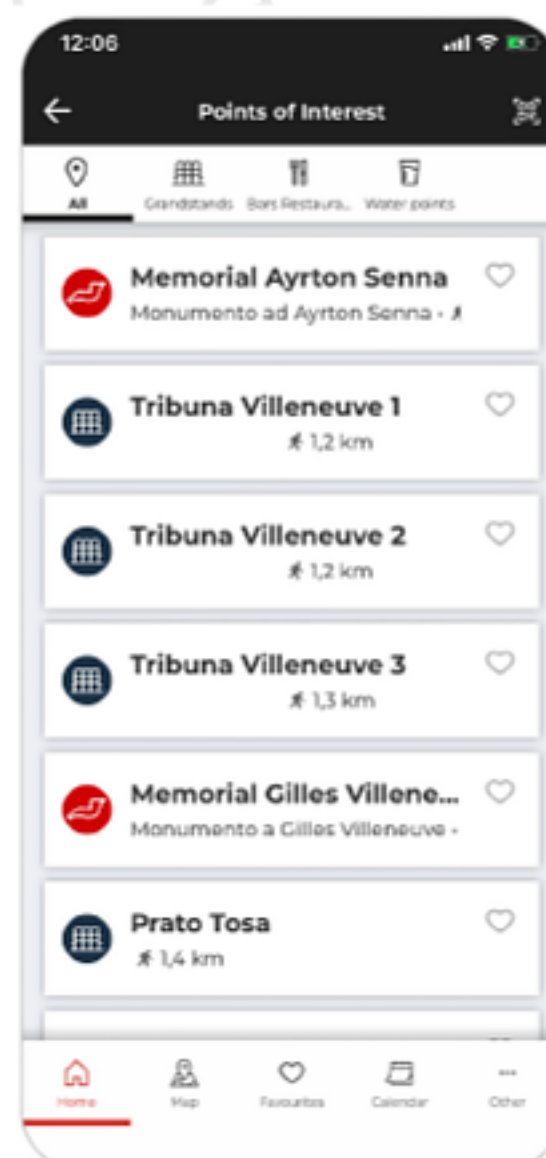 12:06
Points of Interest
All Grandstands Bars Restaura... Water points
Memorial Ayrton Senna
Monumento ad Ayrton Senna •
Tribuna Villeneuve 1
1,2 km
Tribuna Villeneuve 2
1,2 km
Tribuna Villeneuve 3
1,3 km
Memorial Gilles Villene...
Monumento a Gilles Villeneuve •
Prato Tosa
1,4 km
Home Map Favourites Calendar Other